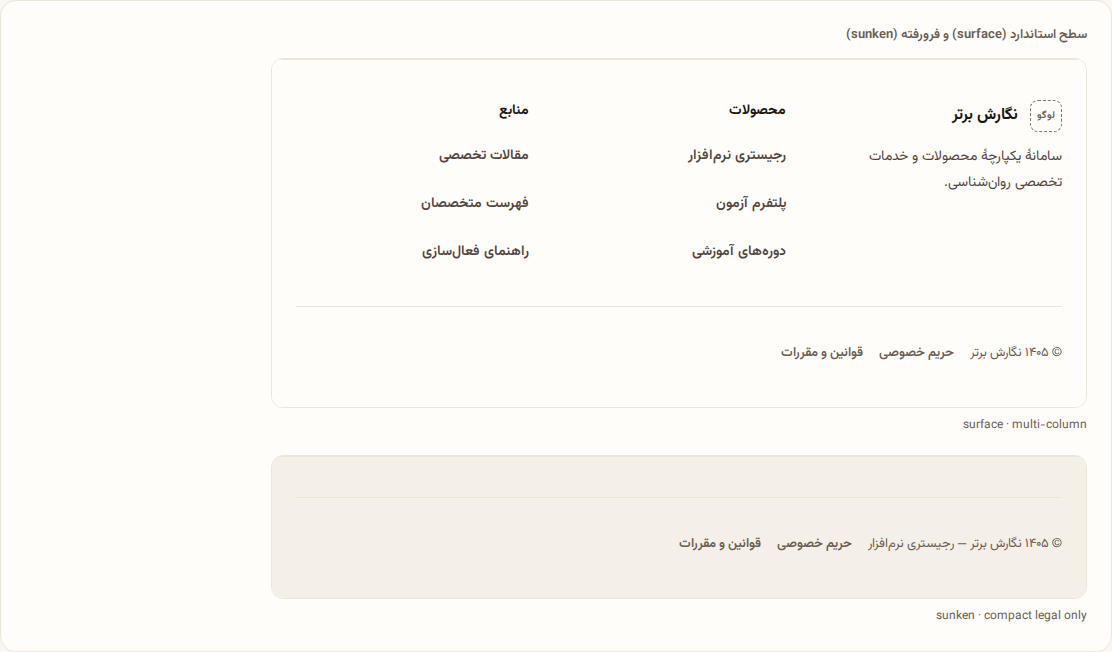 سطح استاندارد (surface) و فرورفته (sunken)
لوگو
نگارش برتر
سامانهٔ یکپارچهٔ محصولات و خدمات
تخصصی روان‌شناسی.
محصولات
رجیستری نرم‌افزار
پلتفرم آزمون
دوره‌های آموزشی
منابع
مقالات تخصصی
فهرست متخصصان
راهنمای فعال‌سازی
© ۱۴۰۵ نگارش برتر حریم خصوصی قوانین و مقررات
surface · multi-column
© ۱۴۰۵ نگارش برتر — رجیستری نرم‌افزار حریم خصوصی قوانین و مقررات
sunken · compact legal only